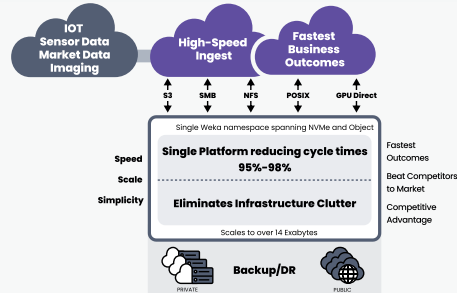 IOT
Sensor Data
Market Data
Imaging
High-Speed
Ingest
Fastest
Business
Outcomes
S3 SMB NFS POSIX GPU Direct
Single Weka namespace spanning NVMe and Object
Single Platform reducing cycle times
95%-98%
Eliminates Infrastructure Clutter
Scales to over 14 Exabytes
Speed
Scale
Simplicity
Fastest
Outcomes
Beat Competitors
to Market
Competitive
Advantage
Backup/DR
PRIVATE
PUBLIC